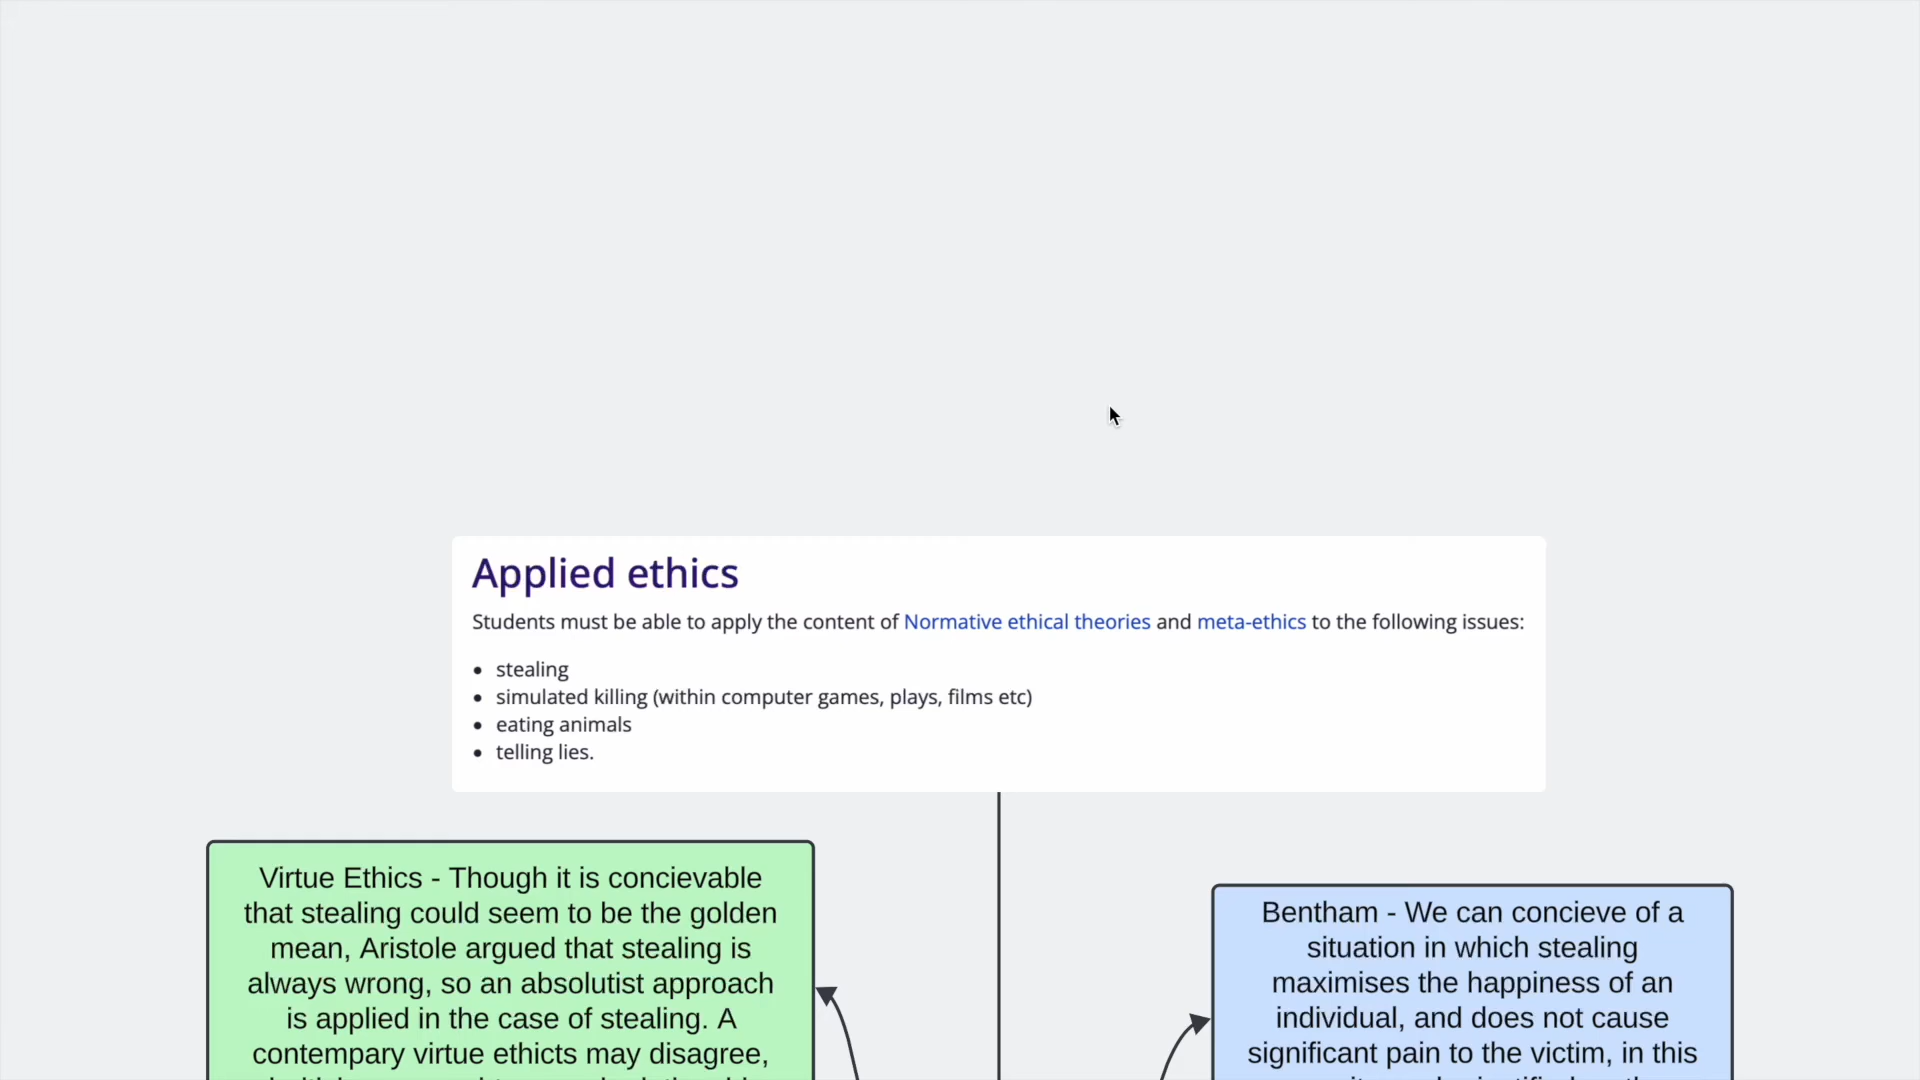 Applied ethics
Students must be able to apply the content of Normative ethical theories and meta-ethics to the following issues:
• stealing
• simulated killing (within computer games, plays, films etc)
• eating animals
• telling lies.
Virtue Ethics - Though it is concievable
that stealing could seem to be the golden
mean, Aristole argued that stealing is
always wrong, so an absolutist approach
is applied in the case of stealing. A
contempary virtue ethicts may disagree,
Bentham - We can concieve of a
situation in which stealing
maximises the happiness of an
individual, and does not cause
significant pain to the victim, in this